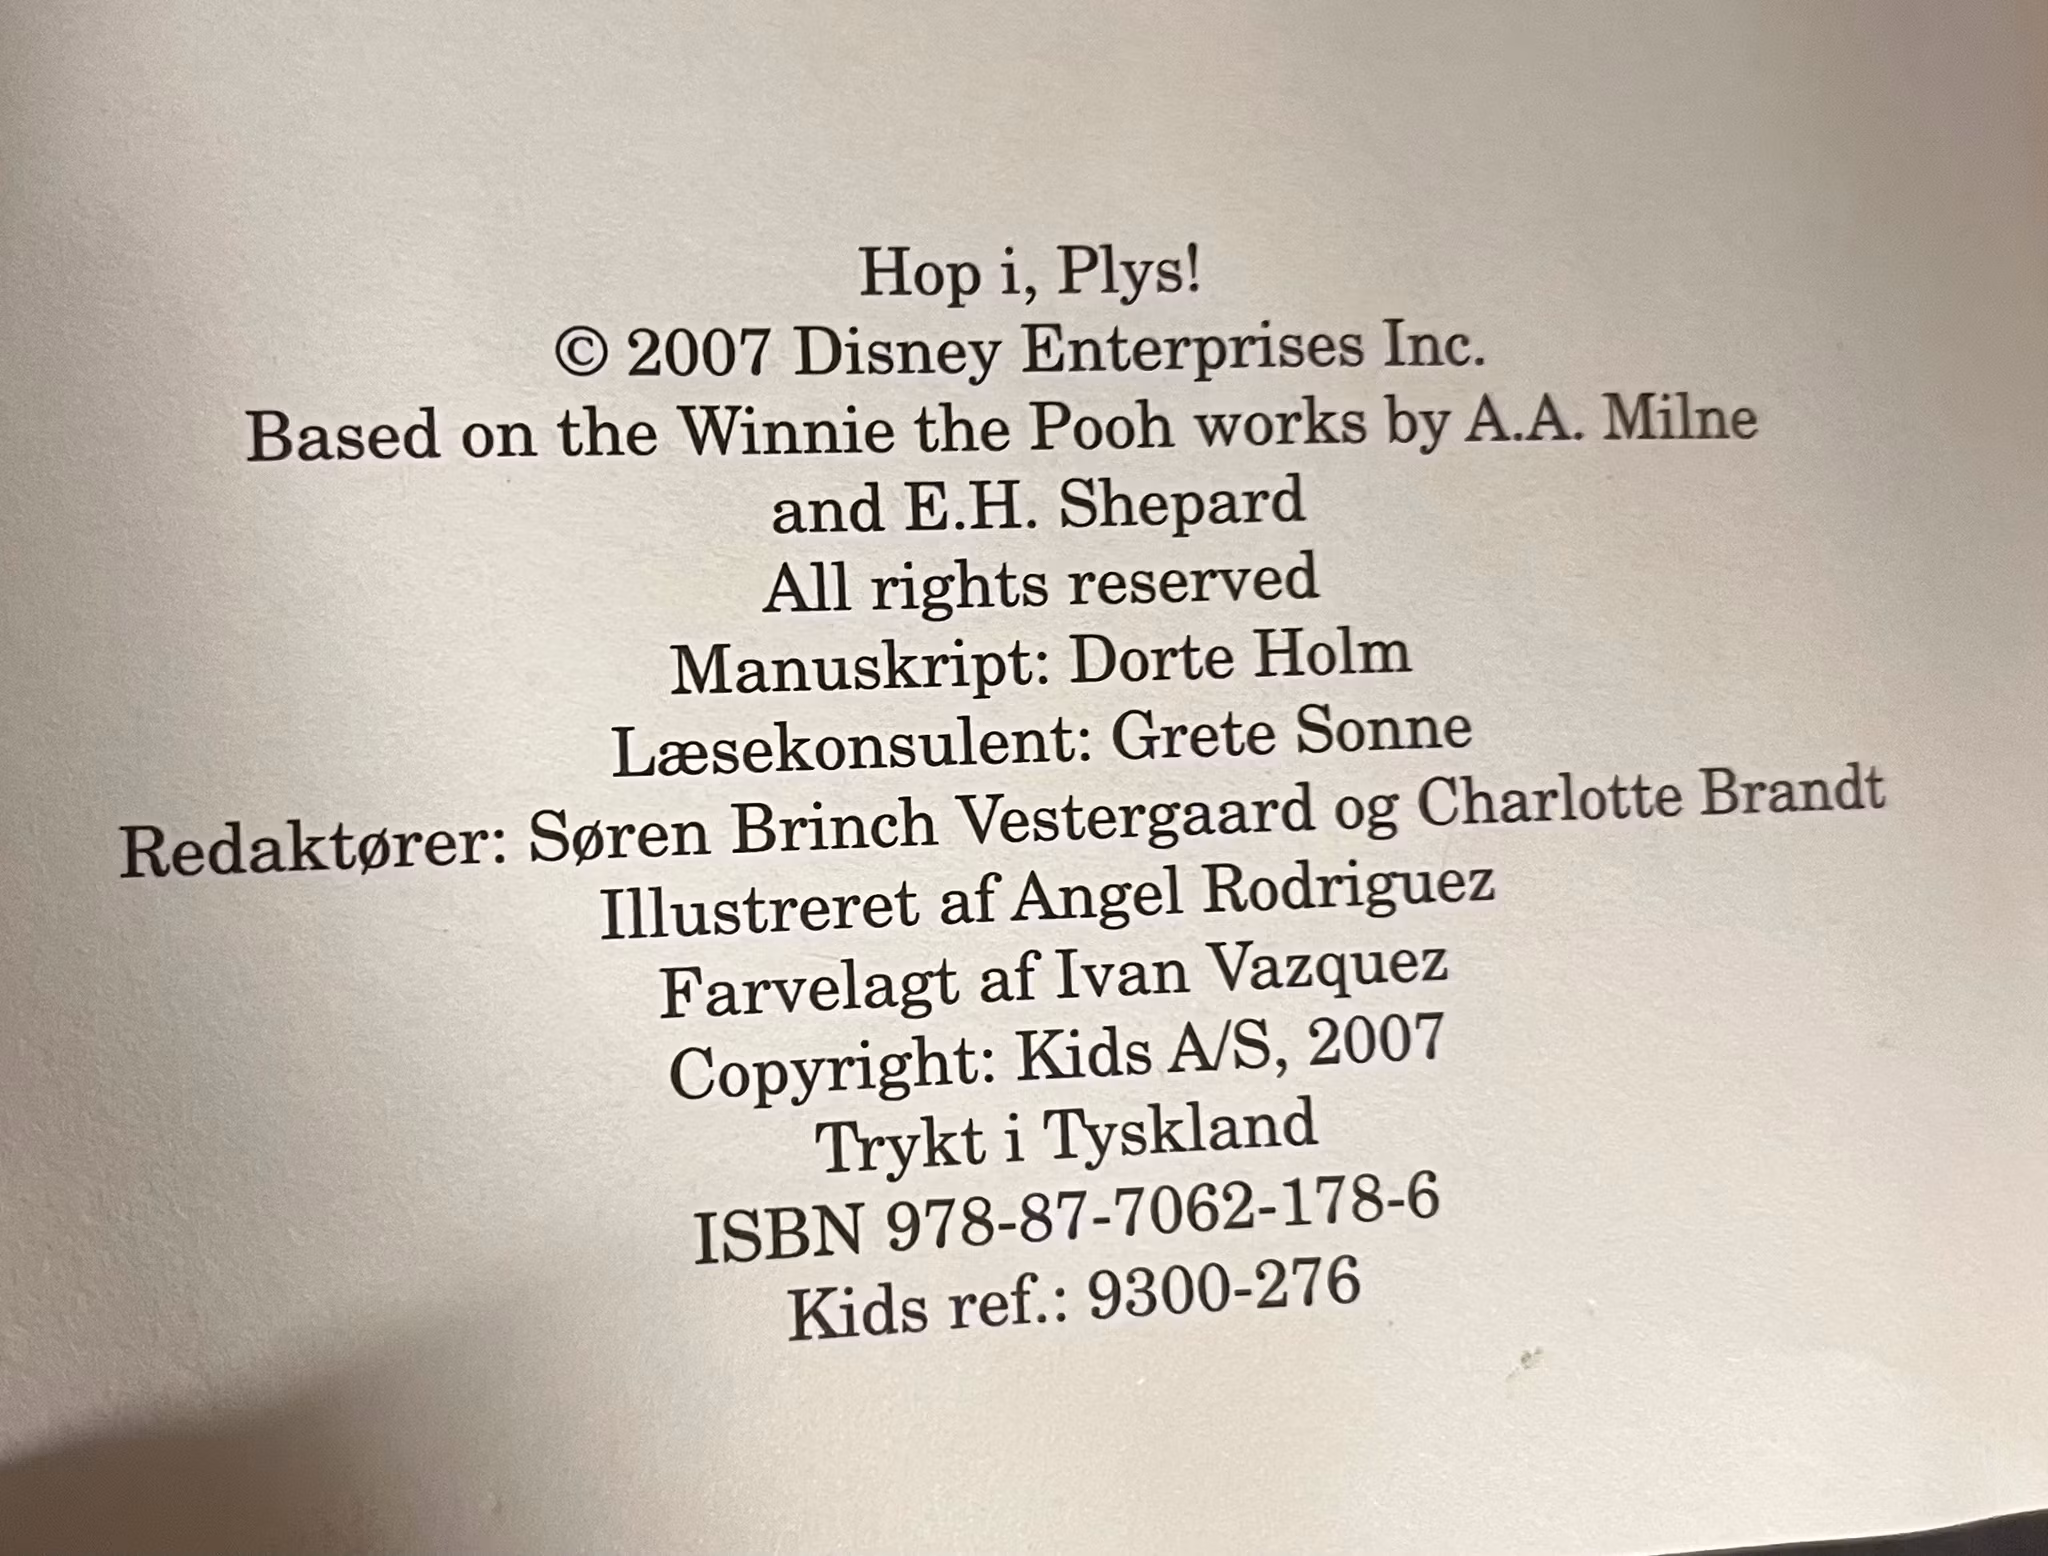 Hop i, Plys!
© 2007 Disney Enterprises Inc.
Based on the Winnie the Pooh works by A.A. Milne
and E.H. Shepard
All rights reserved
Manuskript: Dorte Holm
Læsekonsulent: Grete Sonne
Redaktører: Søren Brinch Vestergaard og Charlotte Brandt
Illustreret af Angel Rodriguez
Farvelagt af Ivan Vazquez
Copyright: Kids A/S, 2007
Trykt i Tyskland
ISBN 978-87-7062-178-6
Kids ref.: 9300-276